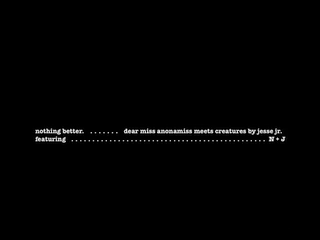 nothing better. ....... dear miss anonamiss meets creatures by jesse jr.
featuring .............................................. N + J